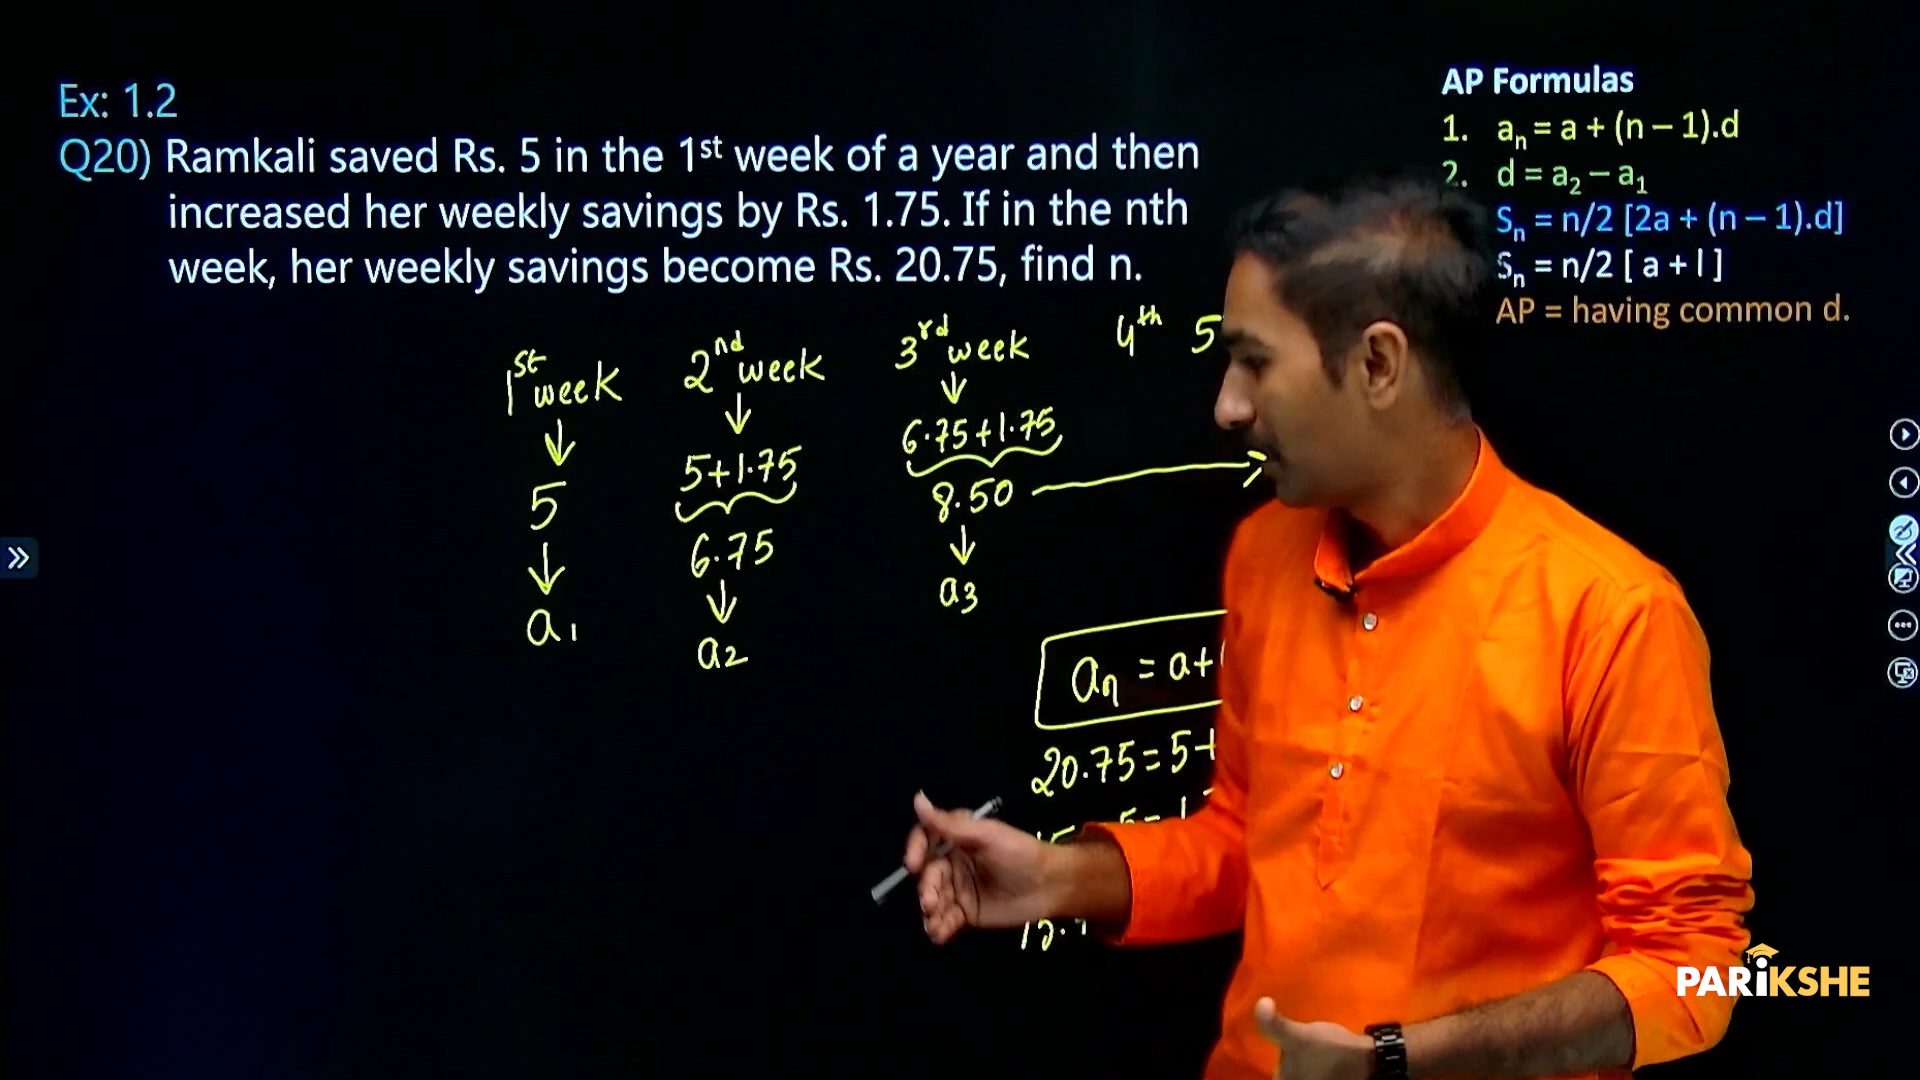 Ex: 1.2
Q20) Ramkali saved Rs. 5 in the 1st week of a year and then
increased her weekly savings by Rs. 1.75. If in the nth
week, her weekly savings become Rs. 20.75, find n.
AP Formulas
1. an = a + (n – 1).d
2. d = a2 – a1
Sn = n/2 [2a + (n – 1).d]
Sn = n/2 [ a + l ]
AP = having common d.
1st week
↓
5
↓
a1
2nd week
↓
5+1.75
6.75
↓
a2
3rd week
↓
6.75+1.75
8.50 →
↓
a3
4th 5
an = a+
20.75=5+
PARiKSHE